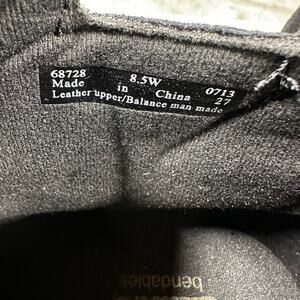 68728 8.5W 0713
Made in China 27
Leather upper/Balance man made
bendables